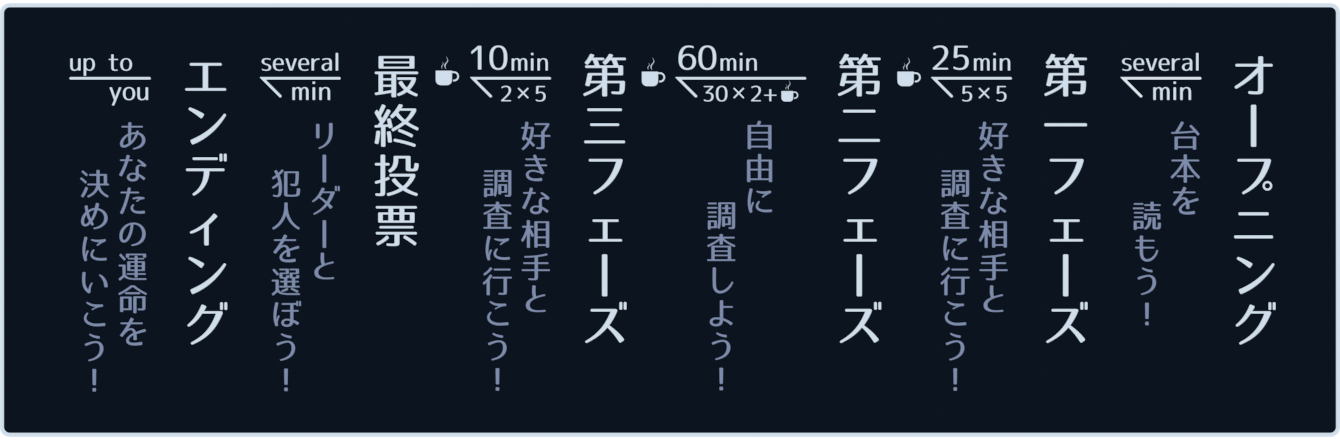 オープニング
several
min
台本を
読もう！
第一フェーズ
25min
5×5
好きな相手と
調査に行こう！
第二フェーズ
60min
30×2+
自由に
調査しよう！
第三フェーズ
10min
2×5
好きな相手と
調査に行こう！
最終投票
several
min
リーダーと
犯人を選ぼう！
エンディング
up to
you
あなたの運命を
決めにいこう！